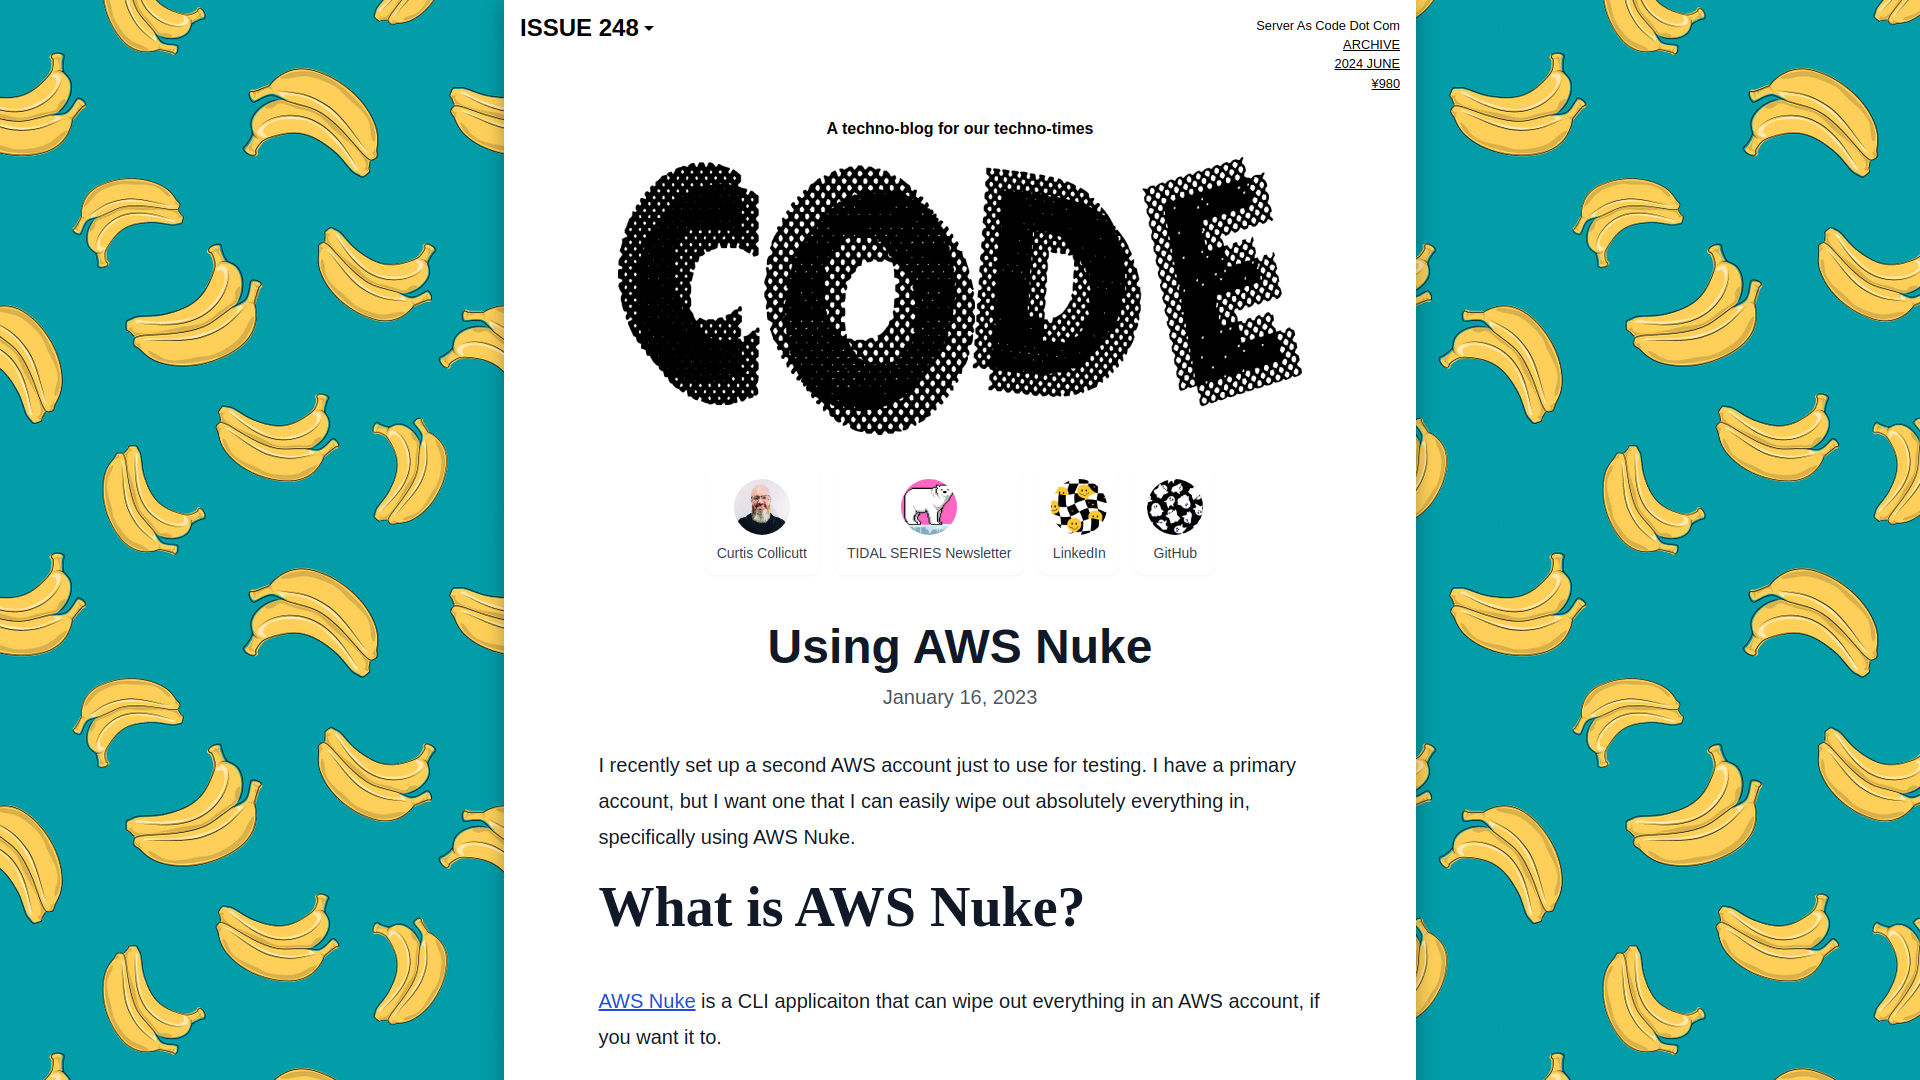 ISSUE 248
Server As Code Dot Com
ARCHIVE
2024 JUNE
¥980
A techno-blog for our techno-times
CODE
Curtis Collicutt
TIDAL SERIES Newsletter
LinkedIn
GitHub
Using AWS Nuke
January 16, 2023
I recently set up a second AWS account just to use for testing. I have a primary
account, but I want one that I can easily wipe out absolutely everything in,
specifically using AWS Nuke.
What is AWS Nuke?
AWS Nuke is a CLI applicaiton that can wipe out everything in an AWS account, if
you want it to.